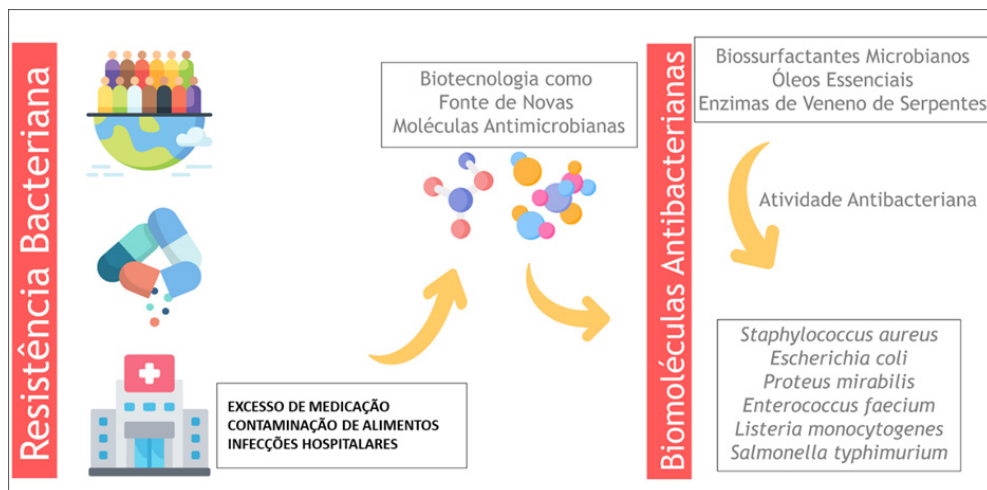 Resistência Bacteriana
EXCESSO DE MEDICAÇÃO
CONTAMINAÇÃO DE ALIMENTOS
INFECÇÕES HOSPITALARES
Biotecnologia como
Fonte de Novas
Moléculas Antimicrobianas
Biomoléculas Antibacterianas
Biossurfactantes Microbianos
Óleos Essenciais
Enzimas de Veneno de Serpentes
Atividade Antibacteriana
Staphylococcus aureus
Escherichia coli
Proteus mirabilis
Enterococcus faecium
Listeria monocytogenes
Salmonella typhimurium